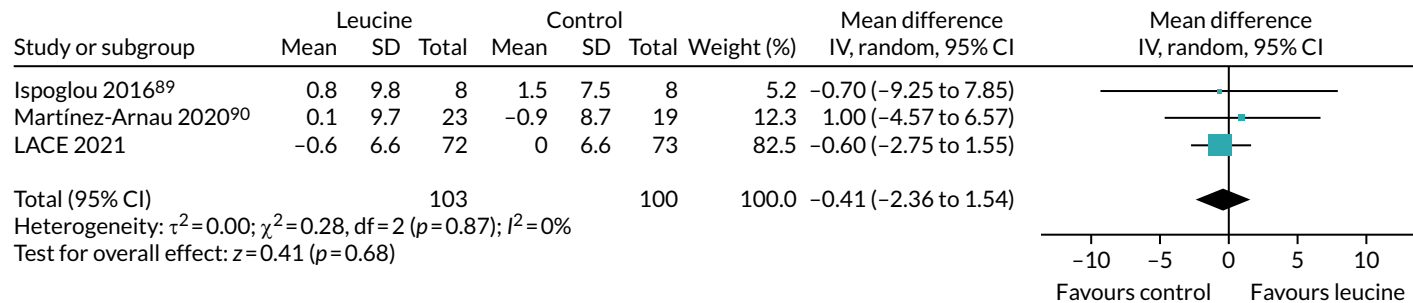 Leucine Control Mean difference Mean difference
Study or subgroup Mean SD Total Mean SD Total Weight (%) IV, random, 95% CI IV, random, 95% CI
Ispoglou 2016⁸⁹ 0.8 9.8 8 1.5 7.5 8 5.2 –0.70 (–9.25 to 7.85)
Martínez-Arnau 2020⁹⁰ 0.1 9.7 23 –0.9 8.7 19 12.3 1.00 (–4.57 to 6.57)
LACE 2021 –0.6 6.6 72 0 6.6 73 82.5 –0.60 (–2.75 to 1.55)
Total (95% CI) 103 100 100.0 –0.41 (–2.36 to 1.54)
Heterogeneity: τ²=0.00; χ²=0.28, df=2 (p=0.87); I²=0%
Test for overall effect: z=0.41 (p=0.68)
–10 –5 0 5 10
Favours control Favours leucine